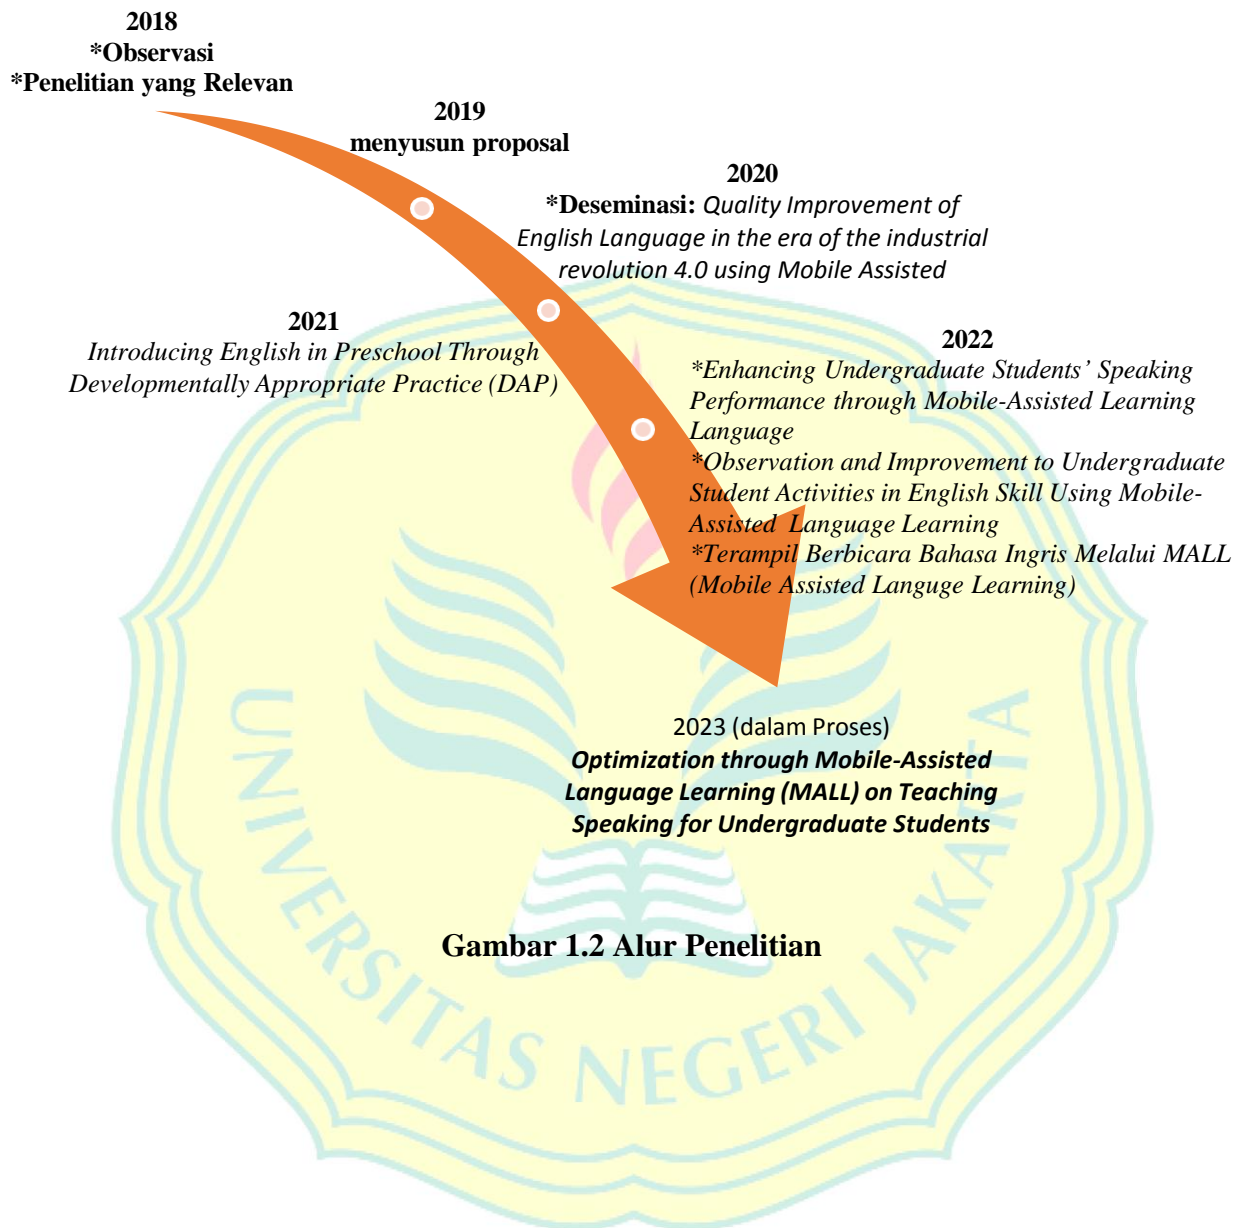 2018
*Observasi
*Penelitian yang Relevan
2019
menyusun proposal
2020
*Deseminasi: Quality Improvement of
English Language in the era of the industrial
revolution 4.0 using Mobile Assisted
2021
Introducing English in Preschool Through
Developmentally Appropriate Practice (DAP)
2022
*Enhancing Undergraduate Students’ Speaking
Performance through Mobile-Assisted Learning
Language
*Observation and Improvement to Undergraduate
Student Activities in English Skill Using Mobile-
Assisted Language Learning
*Terampil Berbicara Bahasa Ingris Melalui MALL
(Mobile Assisted Languge Learning)
2023 (dalam Proses)
Optimization through Mobile-Assisted
Language Learning (MALL) on Teaching
Speaking for Undergraduate Students
Gambar 1.2 Alur Penelitian
UNIVERSITAS NEGERI JAKARTA